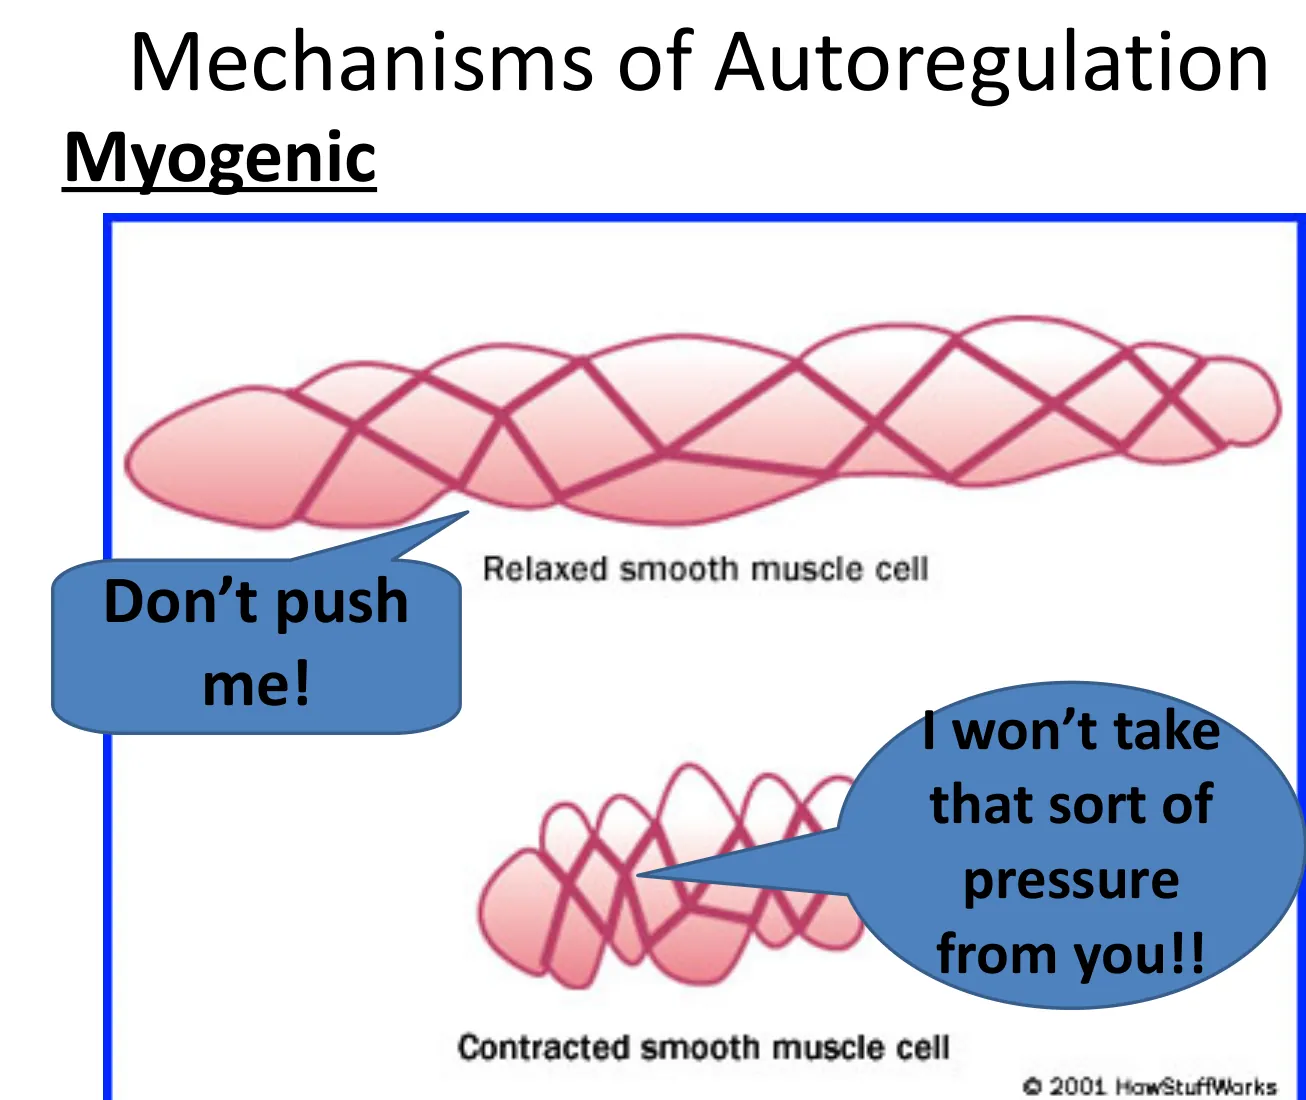 Mechanisms of Autoregulation
Myogenic
Relaxed smooth muscle cell
Don’t push
me!
I won’t take
that sort of
pressure
from you!!
Contracted smooth muscle cell
© 2001 HowStuffWorks